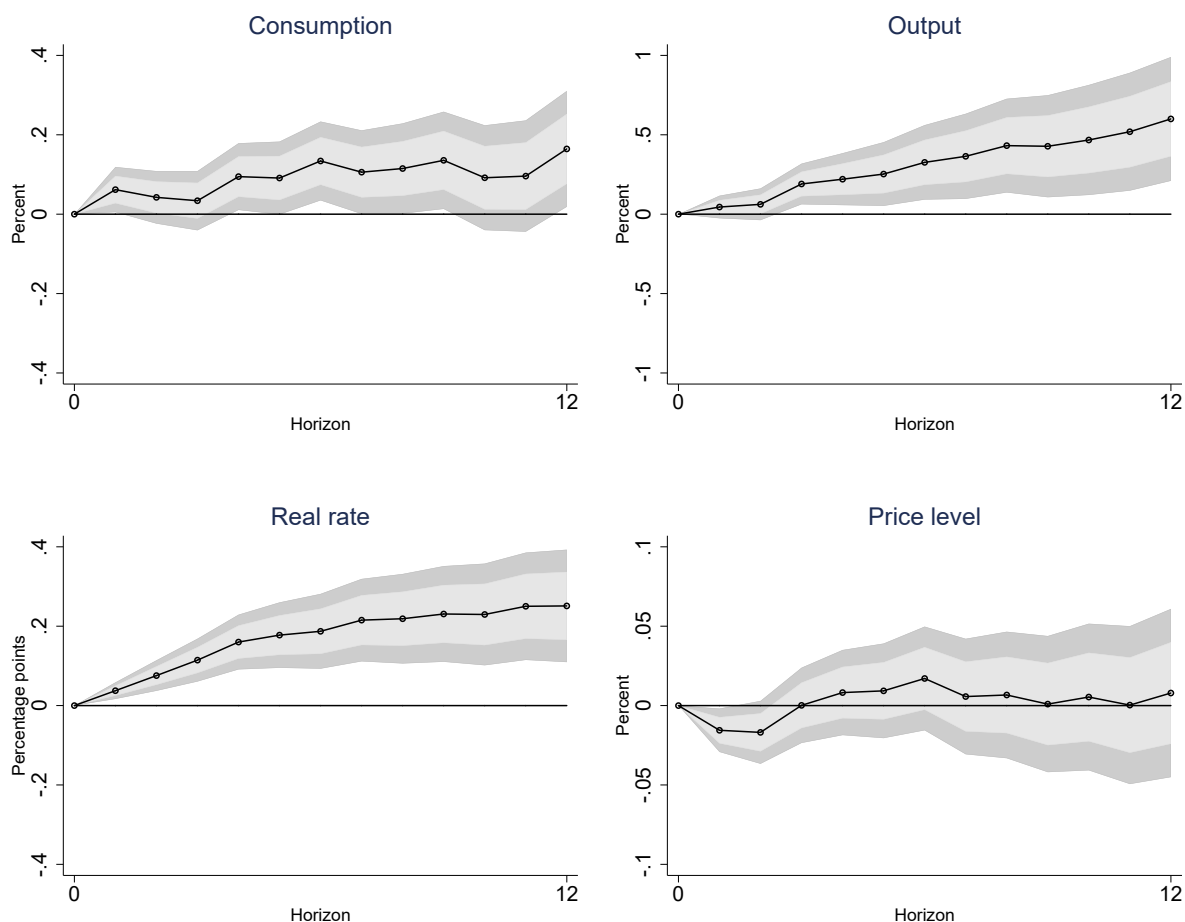 Consumption
.4
.2
0
-.2
-.4
Percent
0
12
Horizon
Output
1
.5
0
-.5
-1
Percent
0
12
Horizon
Real rate
.4
.2
0
-.2
-.4
Percentage points
0
12
Horizon
Price level
.1
.05
0
-.05
-.1
Percent
0
12
Horizon